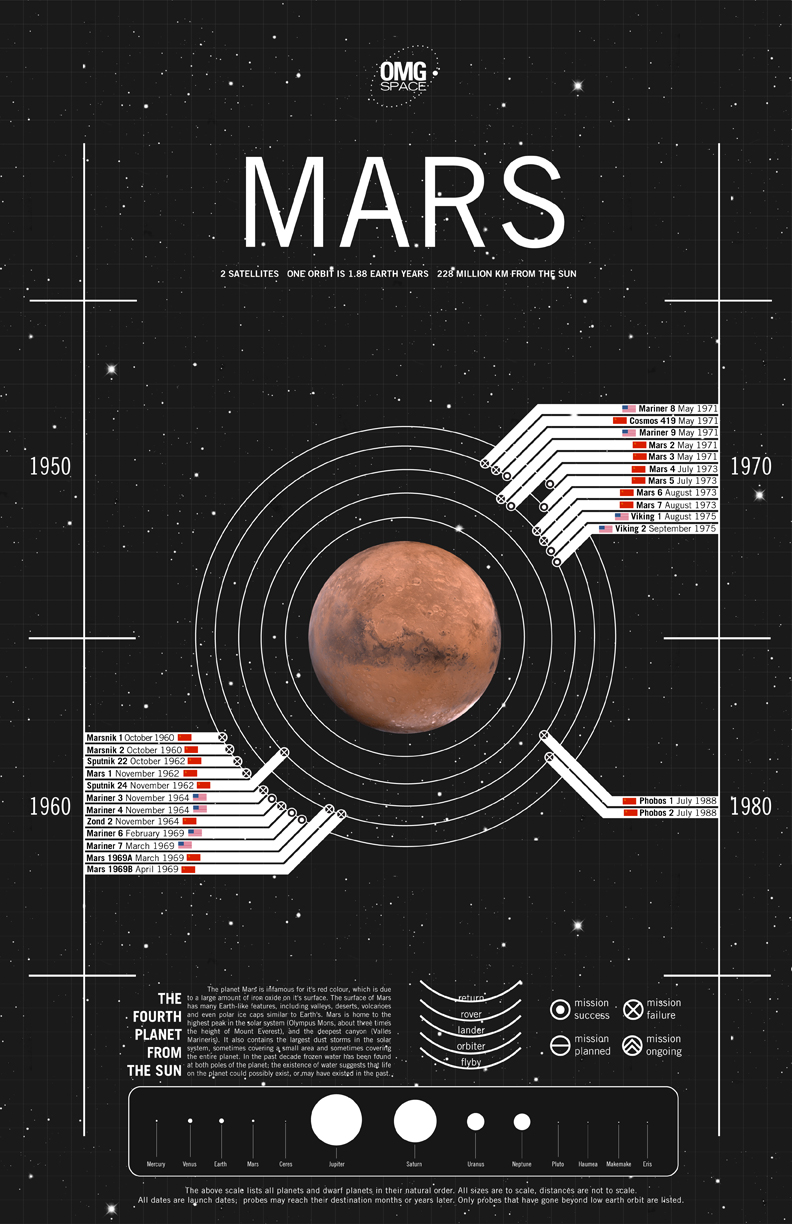 OMG
SPACE
MARS
2 SATELLITES ONE ORBIT IS 1.88 EARTH YEARS 228 MILLION KM FROM THE SUN
1950
1970
Mariner 8 May 1971
Cosmos 419 May 1971
Mariner 9 May 1971
Mars 2 May 1971
Mars 3 May 1971
Mars 4 July 1973
Mars 5 July 1973
Mars 6 August 1973
Mars 7 August 1973
Viking 1 August 1975
Viking 2 September 1975
1960
Marsnik 1 October 1960
Marsnik 2 October 1960
Sputnik 22 October 1962
Mars 1 November 1962
Sputnik 24 November 1962
Mariner 3 November 1964
Mariner 4 November 1964
Zond 2 November 1964
Mariner 6 February 1969
Mariner 7 March 1969
Mars 1969A March 1969
Mars 1969B April 1969
1980
Phobos 1 July 1988
Phobos 2 July 1988
THE
FOURTH
PLANET
FROM
THE SUN
The planet Mars is infamous for it's red colour, which is due
to a large amount of iron oxide on it's surface. The surface of Mars
has many Earth-like features, including valleys, deserts, volcanoes
and even polar ice caps similar to Earth's. Mars is home to the
highest peak in the solar system (Olympus Mons, about three times
the height of Mount Everest), and the deepest canyon (Valles
Marineris). It also contains the largest dust storms in the solar
system, sometimes covering a small area and sometimes covering
the entire planet. In the past decade frozen water has been found
at both poles of the planet; the existence of water suggests that life
on the planet could possibly exist, or may have existed in the past.
return
rover
lander
orbiter
flyby
mission
success
mission
failure
mission
planned
mission
ongoing
Mercury Venus Earth Mars Ceres Jupiter Saturn Uranus Neptune Pluto Haumea Makemake Eris
The above scale lists all planets and dwarf planets in their natural order. All sizes are to scale, distances are not to scale.
All dates are launch dates; probes may reach their destination months or years later. Only probes that have gone beyond low earth orbit are listed.